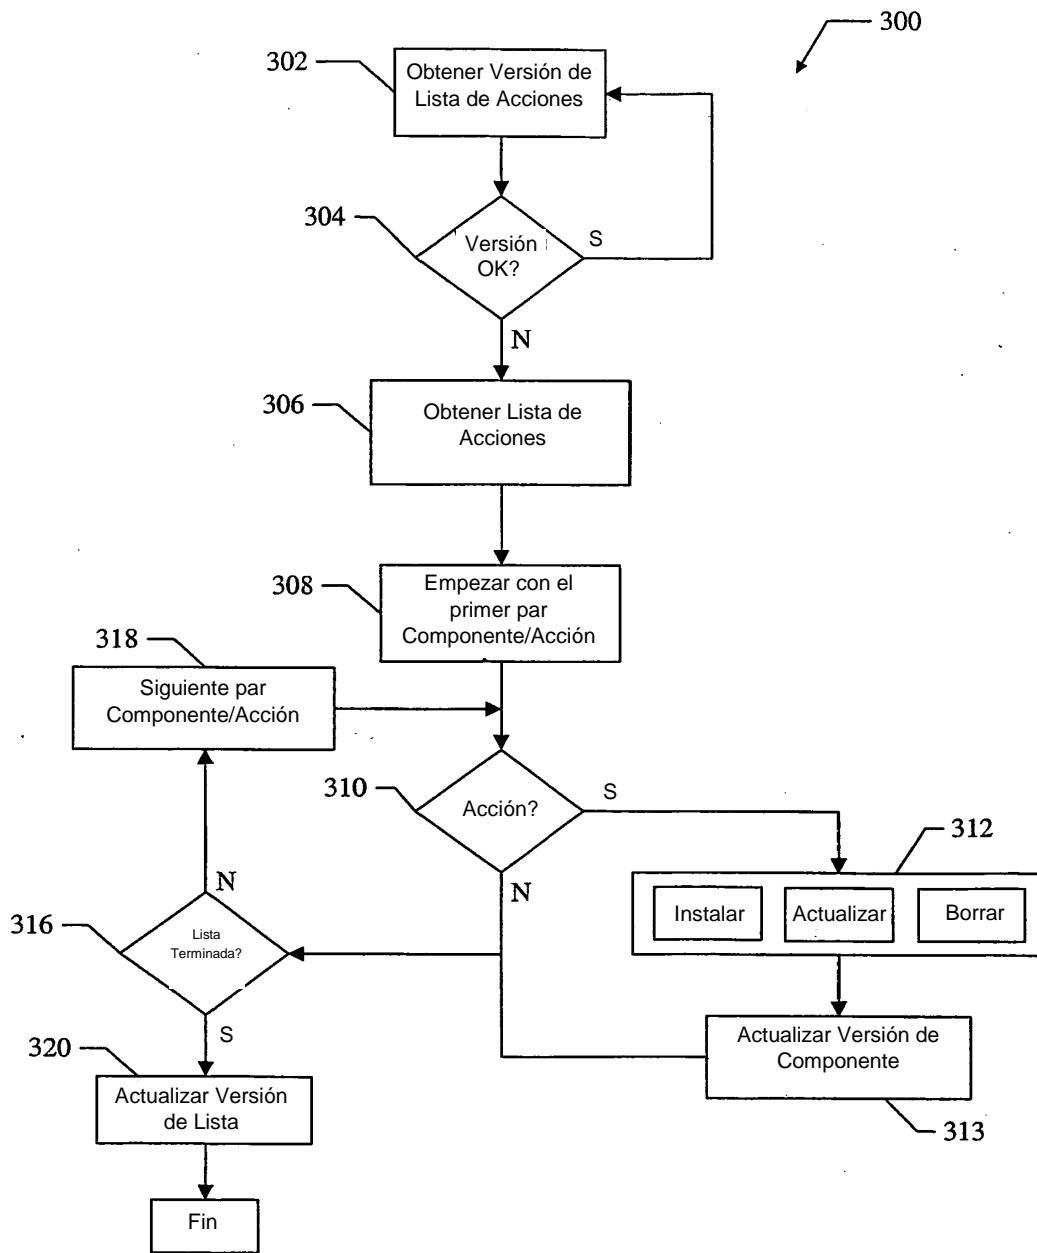 300
302
Obtener Versión de
Lista de Acciones
304
Versión
OK?
S
N
306
Obtener Lista de
Acciones
308
Empezar con el
primer par
Componente/Acción
318
Siguiente par
Componente/Acción
310
Acción?
S
N
312
Instalar
Actualizar
Borrar
316
Lista
Terminada?
N
S
313
Actualizar Versión de
Componente
320
Actualizar Versión
de Lista
Fin